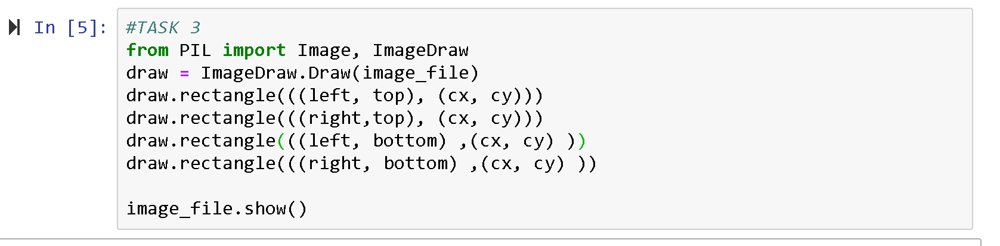 In [5]:
#TASK 3
from PIL import Image, ImageDraw
draw = ImageDraw.Draw(image_file)
draw.rectangle(((left, top), (cx, cy)))
draw.rectangle(((right,top), (cx, cy)))
draw.rectangle(((left, bottom) ,(cx, cy) ))
draw.rectangle(((right, bottom) ,(cx, cy) ))
image_file.show()